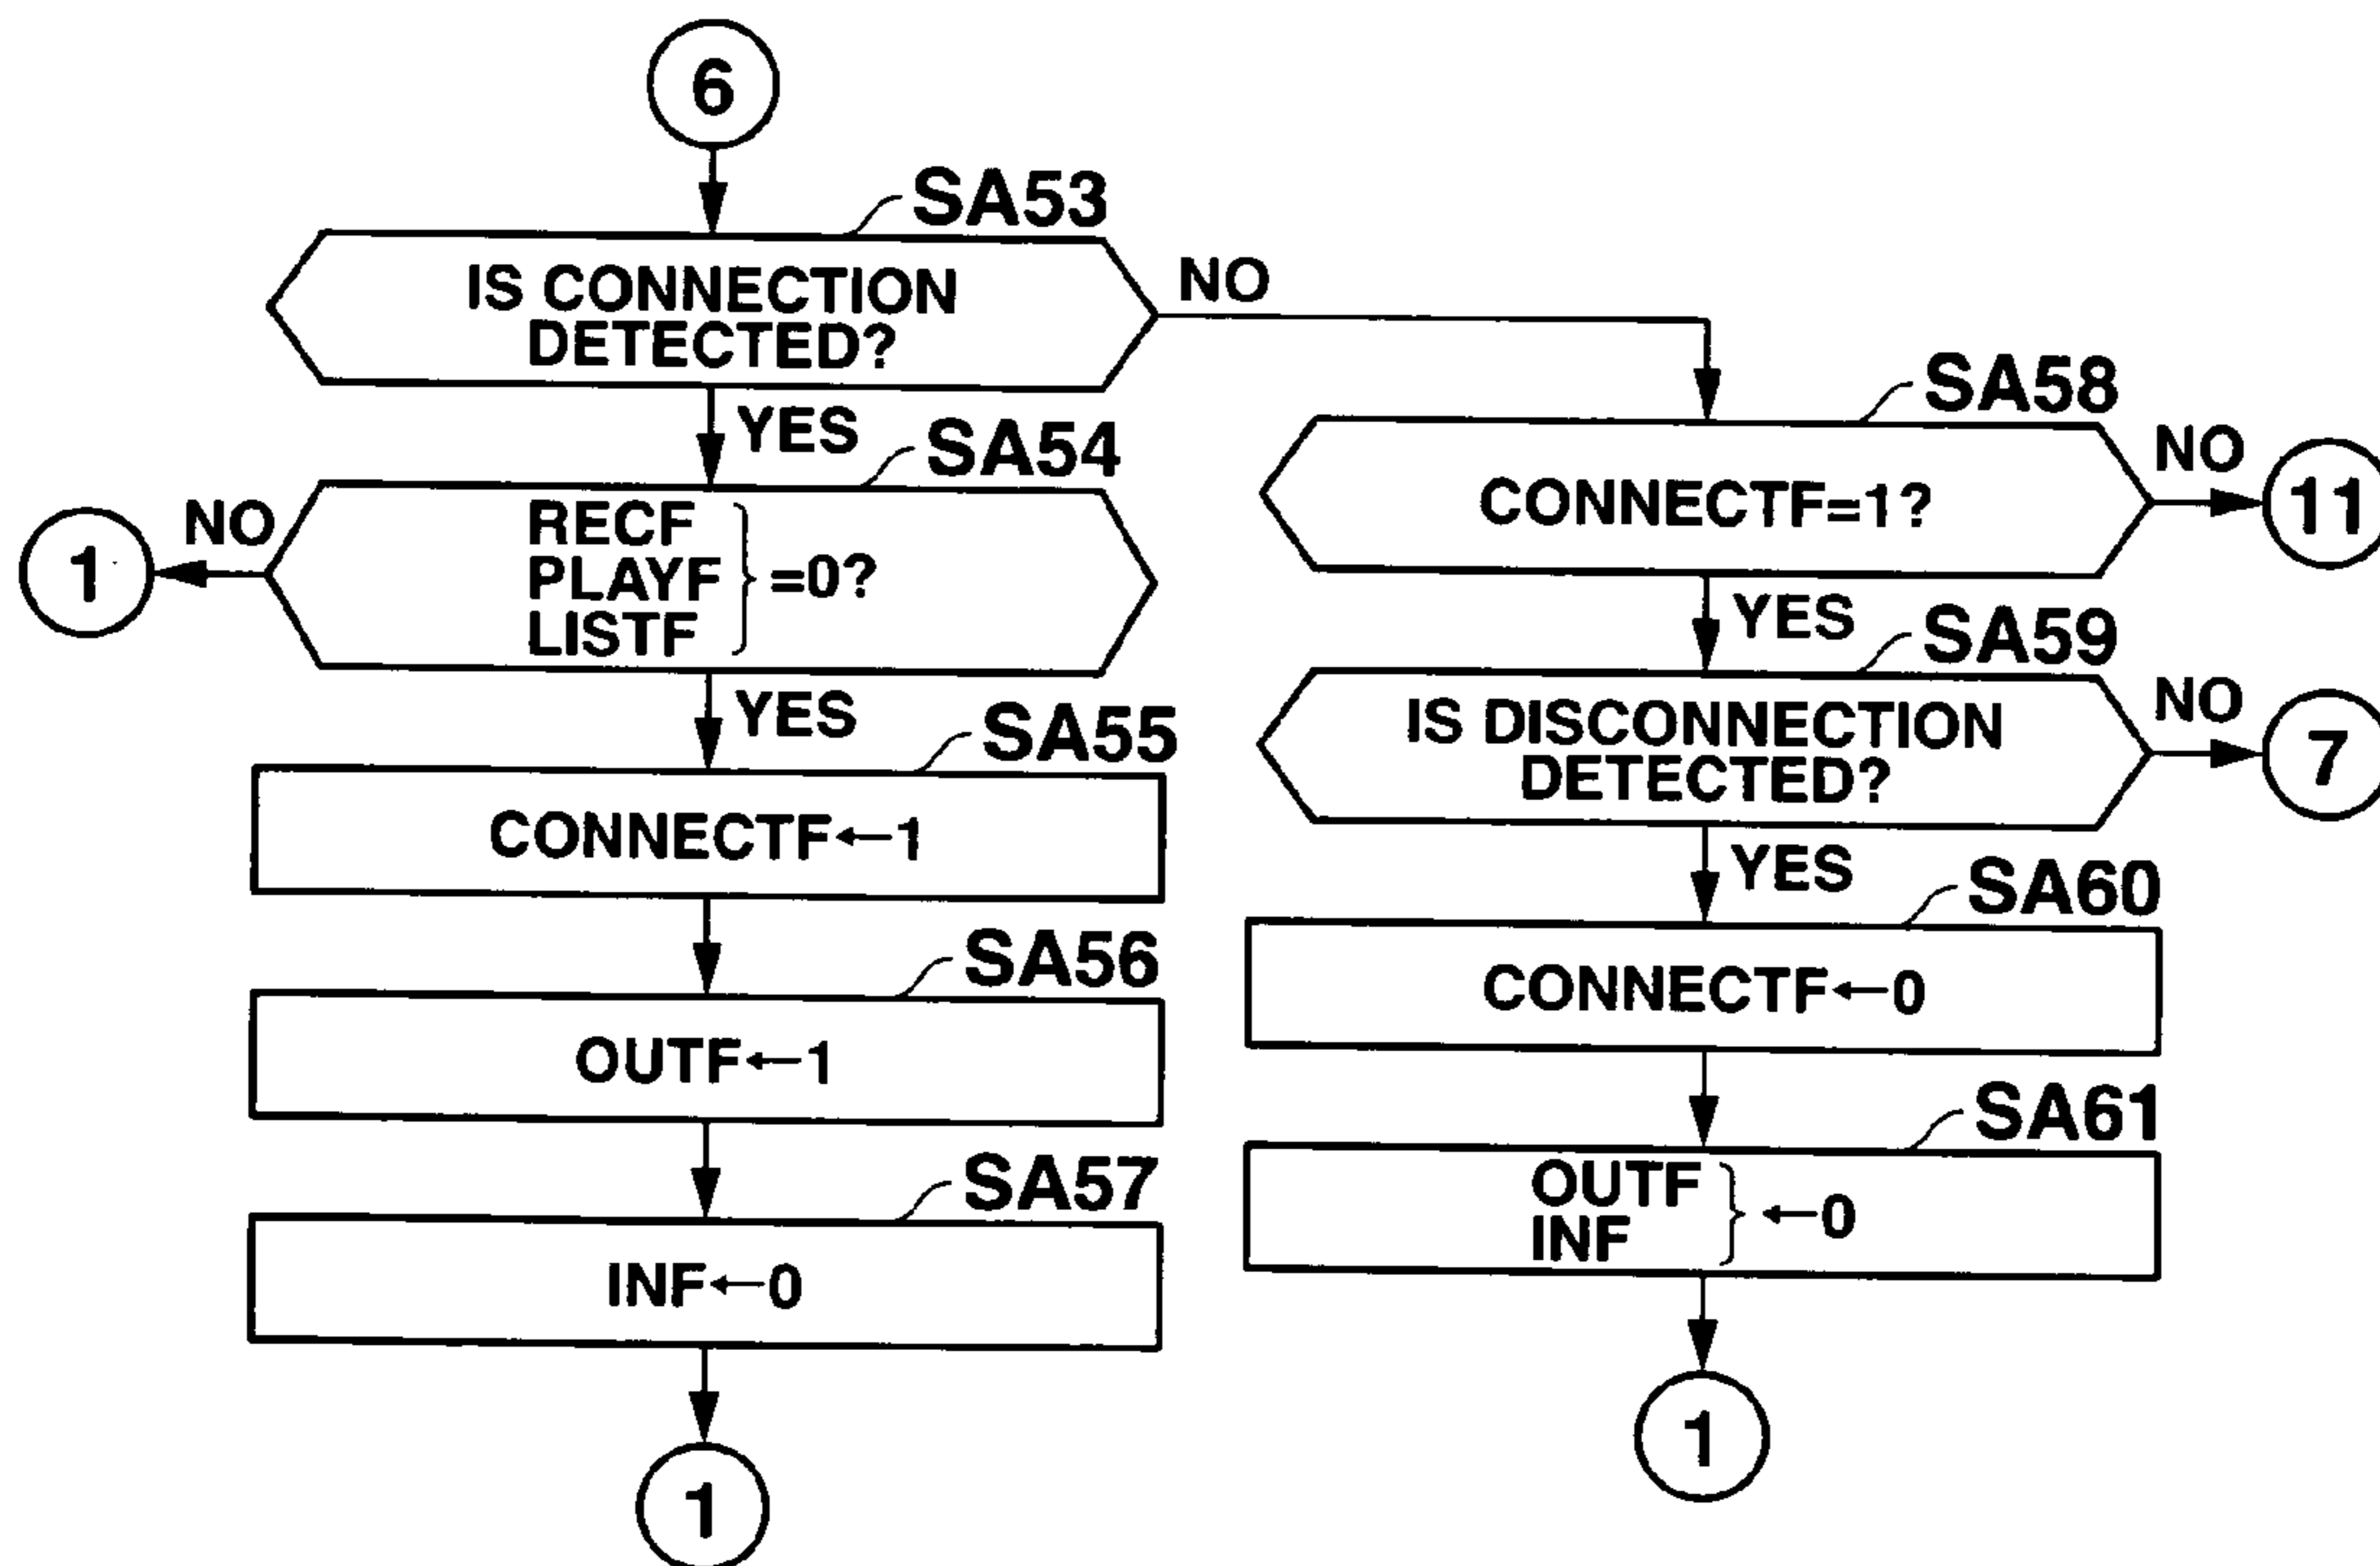 6
SA53
IS CONNECTION
DETECTED?
NO
YES
SA54
NO
1
RECF
PLAYF
LISTF
=0?
YES
SA55
CONNECTF←1
SA56
OUTF←1
SA57
INF←0
1
SA58
CONNECTF=1?
NO
11
YES
SA59
IS DISCONNECTION
DETECTED?
NO
7
YES
SA60
CONNECTF←0
SA61
OUTF
INF
←0
1